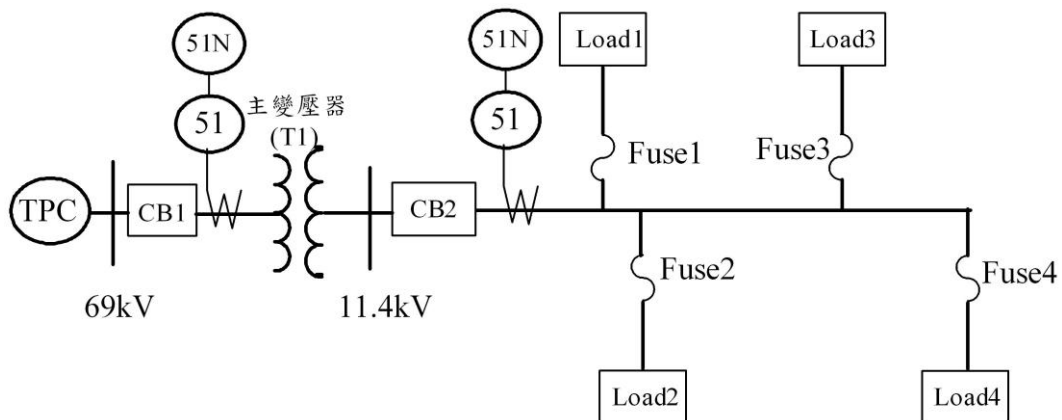 51N
51N
Load1
Load3
51
主變壓器
(T1)
51
Fuse1
Fuse3
TPC
CB1
CB2
Fuse2
Fuse4
69kV
11.4kV
Load2
Load4